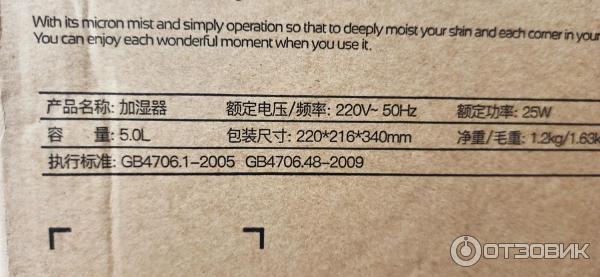 With its micron mist and simply operation so that to deeply moist your skin and each corner in your
You can enjoy each wonderful moment when you use it.
产品名称: 加湿器 额定电压/频率: 220V~ 50Hz 额定功率: 25W
容 量: 5.0L 包装尺寸: 220*216*340mm 净重/毛重: 1.2kg/1.63k
执行标准: GB4706.1-2005 GB4706.48-2009
ОТЗОВИК